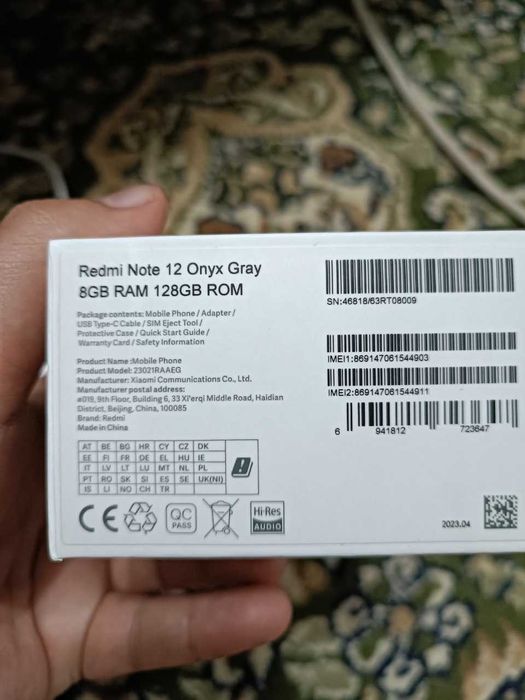 Redmi Note 12 Onyx Gray
8GB RAM 128GB ROM
Package contents: Mobile Phone / Adapter /
USB Type-C Cable / SIM Eject Tool /
Protective Case / Quick Start Guide /
Warranty Card / Safety Information
Product Name :Mobile Phone
Product Model: 23021RAAEG
Manufacturer: Xiaomi Communications Co., Ltd.
Manufacturer postal address:
#019, 9th Floor, Building 6, 33 Xi'erqi Middle Road, Haidian
District, Beijing, China, 100085
Brand: Redmi
Made in China
AT BE BG HR CY CZ DK
EE FI FR DE EL HU IE
IT LV LT LU MT NL PL
PT RO SK SI ES SE UK(NI)
IS LI NO CH TR
CE
QC
PASS
Hi-Res
AUDIO
SN:46818/63RT08009
IMEI1:869147061544903
IMEI2:869147061544911
6 941812 723647
2023.04